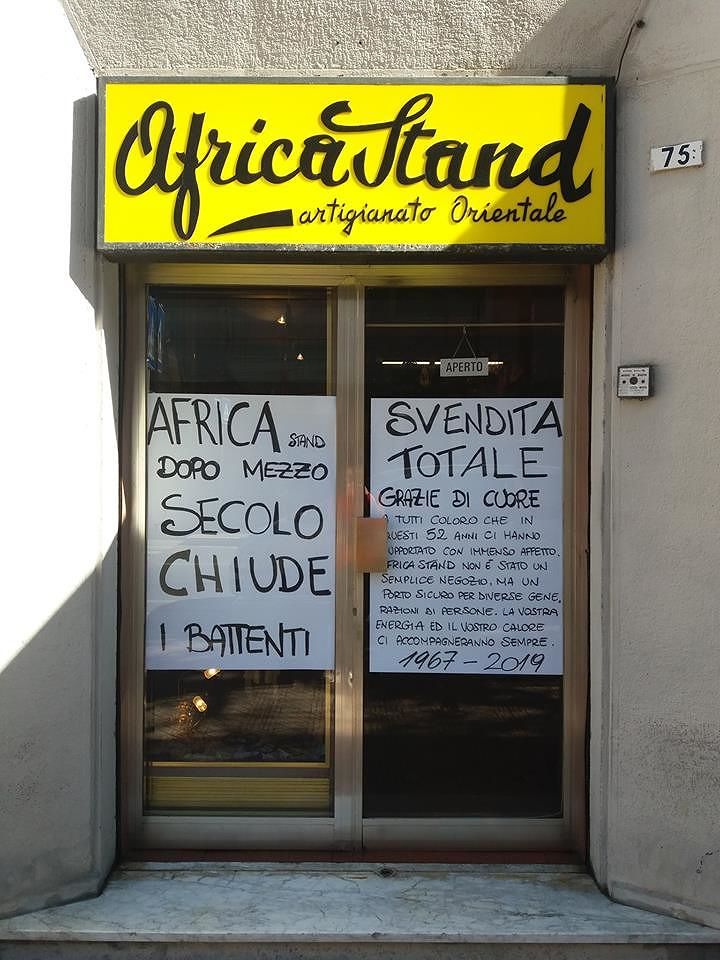 Africa Stand
artigianato Orientale
75
APERTO
AFRICA STAND
DOPO MEZZO
SECOLO
CHIUDE
I BATTENTI
SVENDITA
TOTALE
GRAZIE DI CUORE
A TUTTI COLORO CHE IN
QUESTI 52 ANNI CI HANNO
SUPPORTATO CON IMMENSO AFFETTO.
AFRICA STAND NON É STATO UN
SEMPLICE NEGOZIO, MA UN
PORTO SICURO PER DIVERSE GENE,
RAZIONI DI PERSONE. LA VOSTRA
ENERGIA ED IL VOSTRO CALORE
CI ACCOMPAGNERANNO SEMPRE.
1967-2019